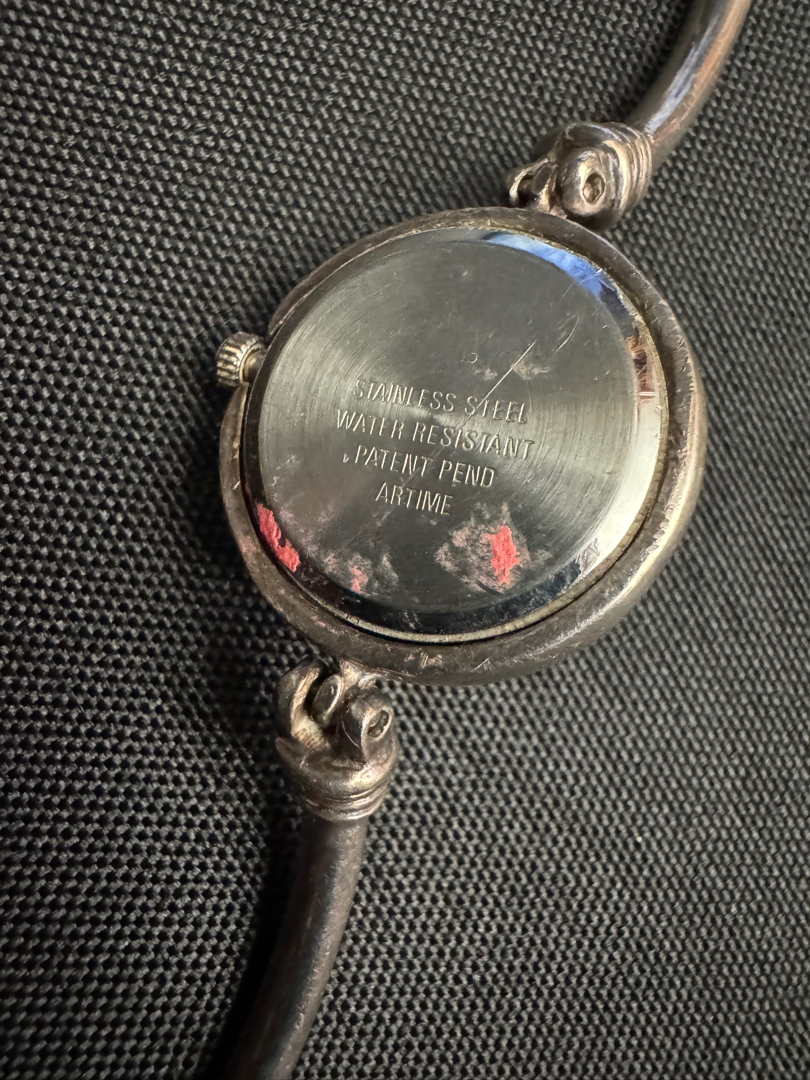 STAINLESS STEEL
WATER RESISTANT
PATENT PEND
ARTIME